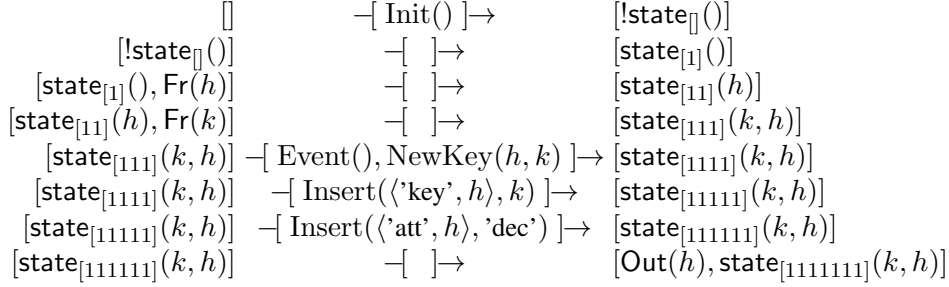 [] −[ Init() ]→ [!state_[]()]
[!state_[]()] −[ ]→ [state_[1]()]
[state_[1](), Fr(h)] −[ ]→ [state_[11](h)]
[state_[11](h), Fr(k)] −[ ]→ [state_[111](k, h)]
[state_[111](k, h)] −[ Event(), NewKey(h, k) ]→ [state_[1111](k, h)]
[state_[1111](k, h)] −[ Insert(⟨'key', h⟩, k) ]→ [state_[11111](k, h)]
[state_[11111](k, h)] −[ Insert(⟨'att', h⟩, 'dec') ]→ [state_[111111](k, h)]
[state_[111111](k, h)] −[ ]→ [Out(h), state_[1111111](k, h)]